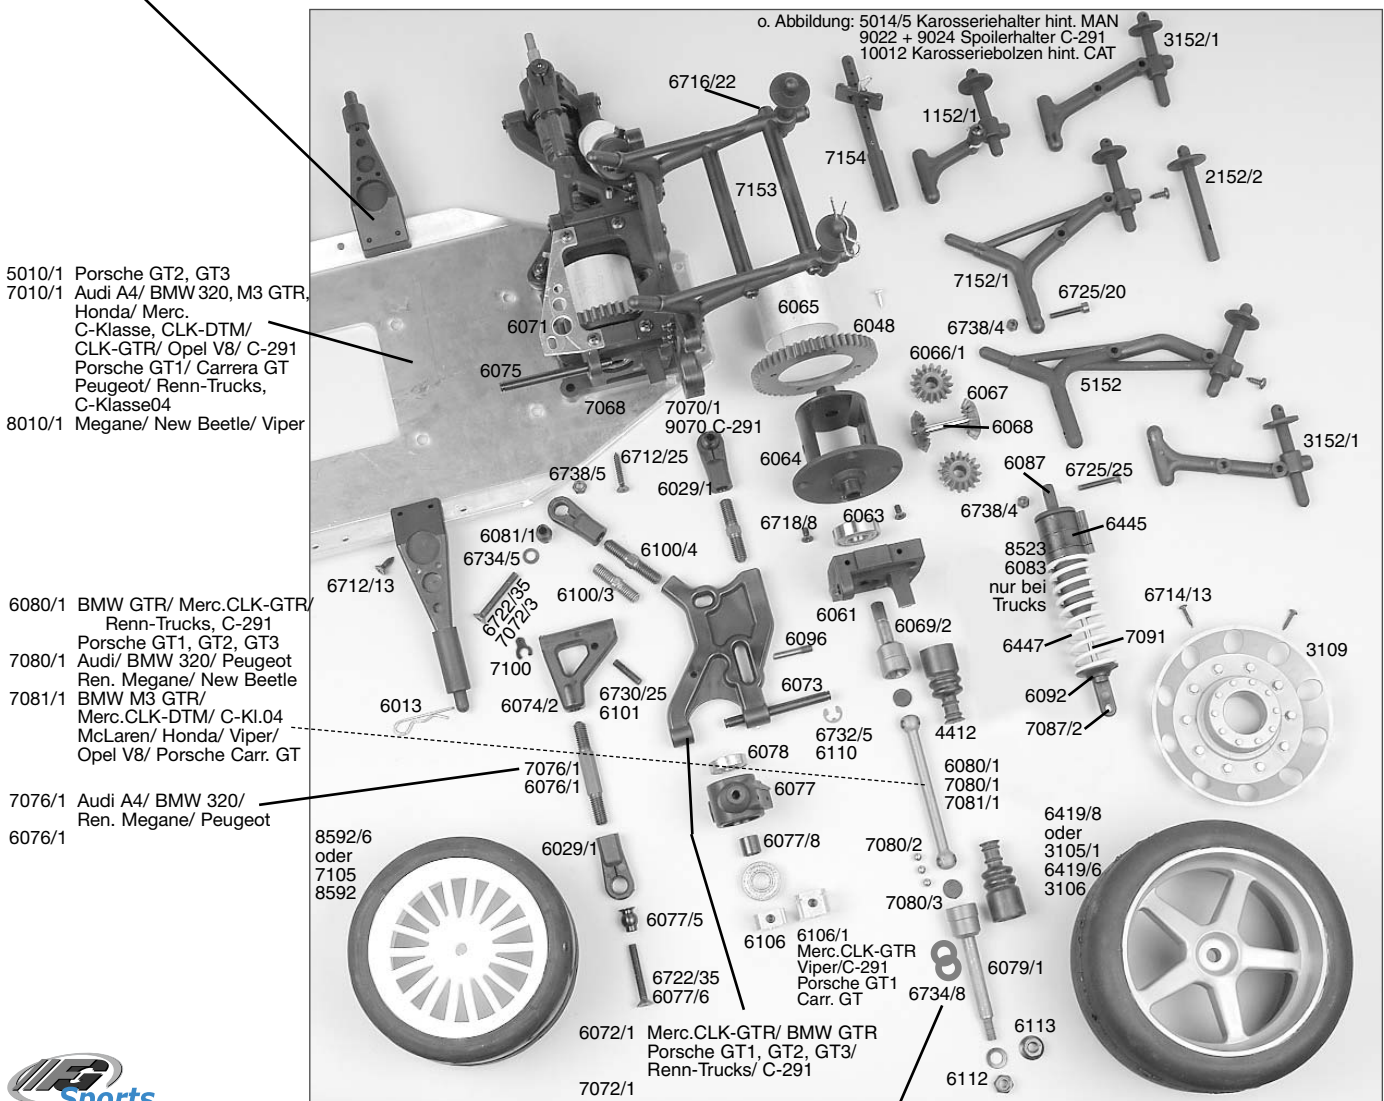 o. Abbildung: 5014/5 Karosseriehalter hint. MAN
9022 + 9024 Spoilerhalter C-291
10012 Karosseriebolzen hint. CAT
3152/1
6716/22
1152/1
7154
7153
2152/2
5010/1 Porsche GT2, GT3
7010/1 Audi A4/ BMW 320, M3 GTR,
Honda/ Merc.
C-Klasse, CLK-DTM/
CLK-GTR/ Opel V8/ C-291
Porsche GT1/ Carrera GT
Peugeot/ Renn-Trucks,
C-Klasse04
8010/1 Megane/ New Beetle/ Viper
7152/1
6725/20
6065
6048
6071
6738/4
6066/1
6075
6067
5152
7068
7070/1
9070 C-291
6068
3152/1
6064
6712/25
6738/5
6029/1
6087
6725/25
6738/4
6063
6718/8
6445
6081/1
6734/5
6100/4
8523
6083
nur bei
Trucks
6712/13
6100/3
6722/35
7072/3
6061
6714/13
6080/1 BMW GTR/ Merc.CLK-GTR/
Renn-Trucks, C-291
Porsche GT1, GT2, GT3
7080/1 Audi/ BMW 320/ Peugeot
Ren. Megane/ New Beetle
7081/1 BMW M3 GTR/
Merc.CLK-DTM/ C-Kl.04
McLaren/ Honda/ Viper/
Opel V8/ Porsche Carr. GT
6069/2
6096
6447
7091
3109
7100
6730/25
6101
6073
6092
6013
6074/2
6732/5
6110
4412
7087/2
6078
7076/1
6076/1
6077
6080/1
7080/1
7081/1
7076/1 Audi A4/ BMW 320/
Ren. Megane/ Peugeot
6076/1
6419/8
oder
3105/1
6419/6
3106
8592/6
oder
7105
8592
6029/1
6077/8
7080/2
7080/3
6077/5
6106
6106/1
Merc.CLK-GTR
Viper/C-291
Porsche GT1
Carr. GT
6079/1
6734/8
6722/35
6077/6
6072/1 Merc.CLK-GTR/ BMW GTR
Porsche GT1, GT2, GT3/
Renn-Trucks/ C-291
6113
6112
7072/1
FG
Sports